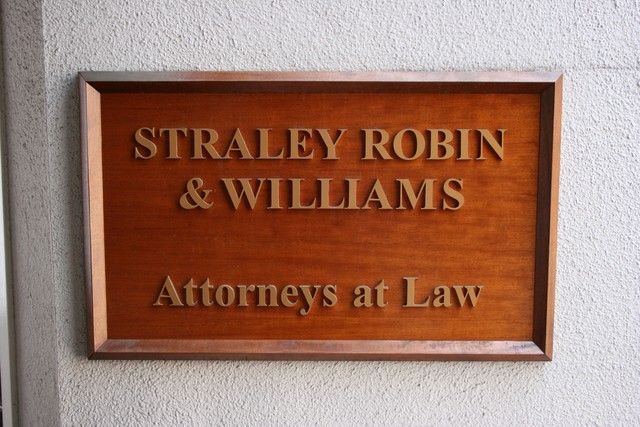 STRALEY ROBIN
& WILLIAMS
Attorneys at Law